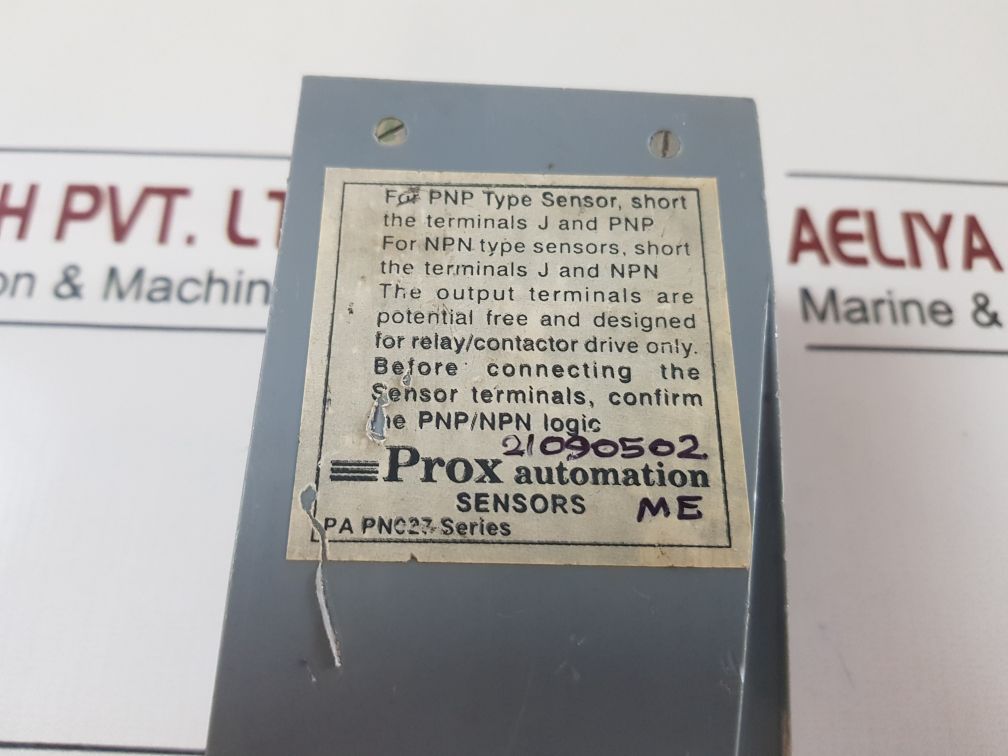 H PVT. LT
on & Machin
AELIYA
Marine &
For PNP Type Sensor, short
the terminals J and PNP
For NPN type sensors, short
the terminals J and NPN
The output terminals are
potential free and designed
for relay/contactor drive only.
Before connecting the
Sensor terminals, confirm
he PNP/NPN logic
21090502
Prox automation
SENSORS
ME
PA PNC27 Series